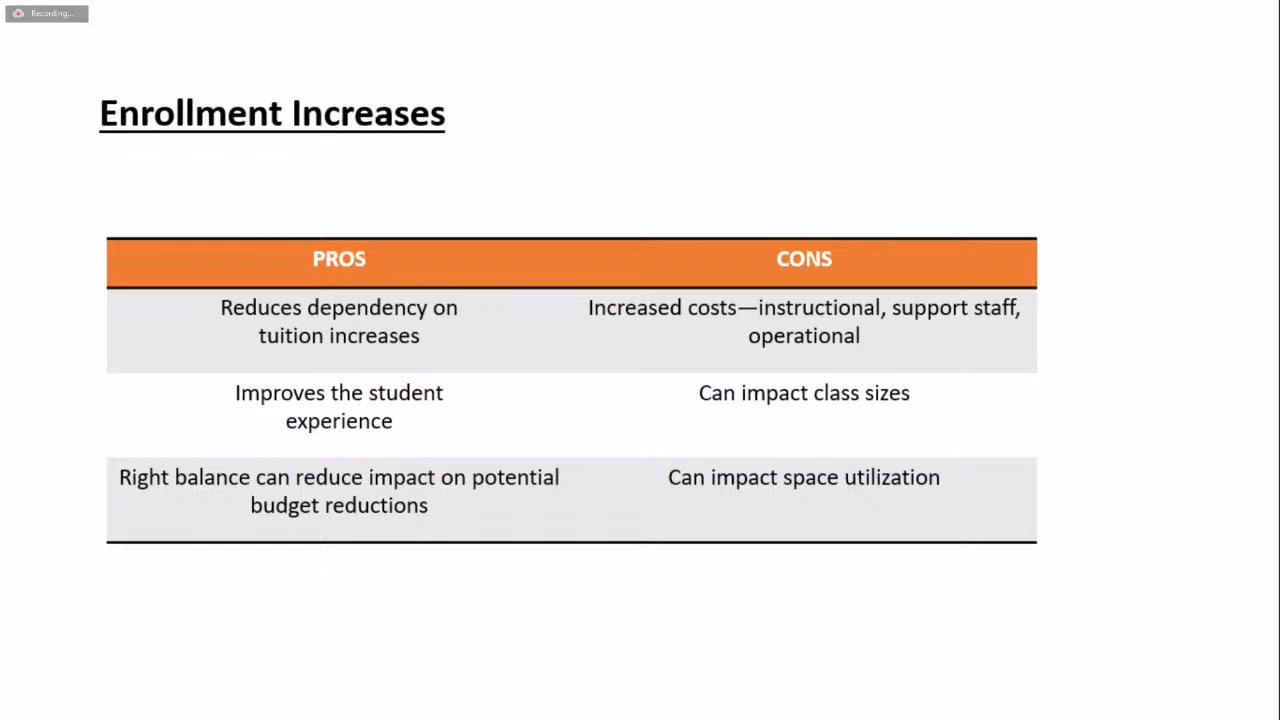 Recording...
Enrollment Increases
PROS
CONS
Reduces dependency on
tuition increases
Increased costs—instructional, support staff,
operational
Improves the student
experience
Can impact class sizes
Right balance can reduce impact on potential
budget reductions
Can impact space utilization